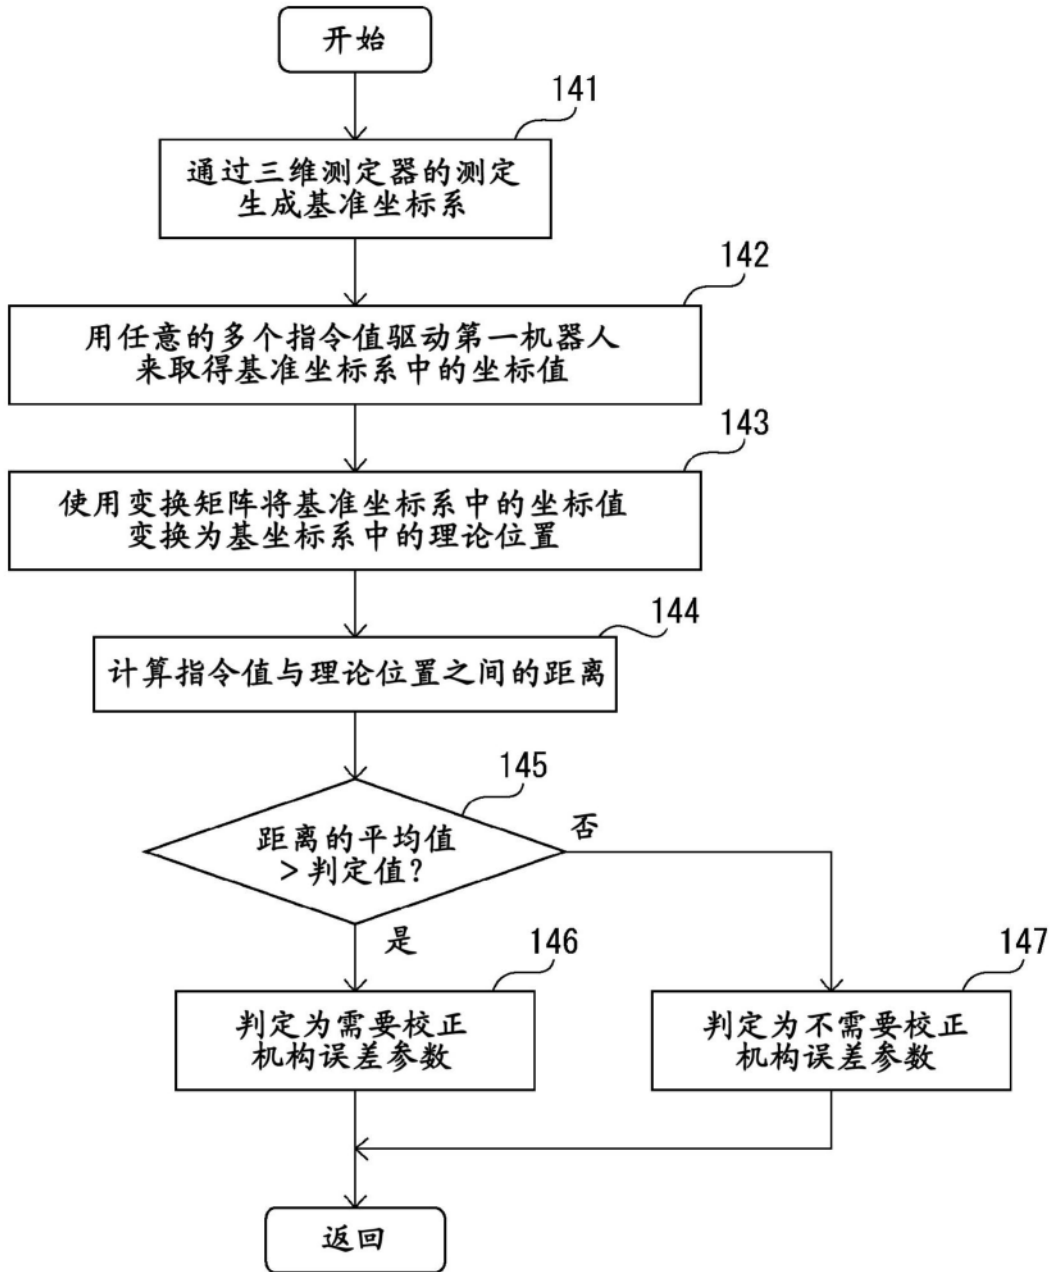 开始
141
通过三维测定器的测定
生成基准坐标系
142
用任意的多个指令值驱动第一机器人
来取得基准坐标系中的坐标值
143
使用变换矩阵将基准坐标系中的坐标值
变换为基坐标系中的理论位置
144
计算指令值与理论位置之间的距离
145
距离的平均值
>判定值?
否
是
146
判定为需要校正
机构误差参数
147
判定为不需要校正
机构误差参数
返回